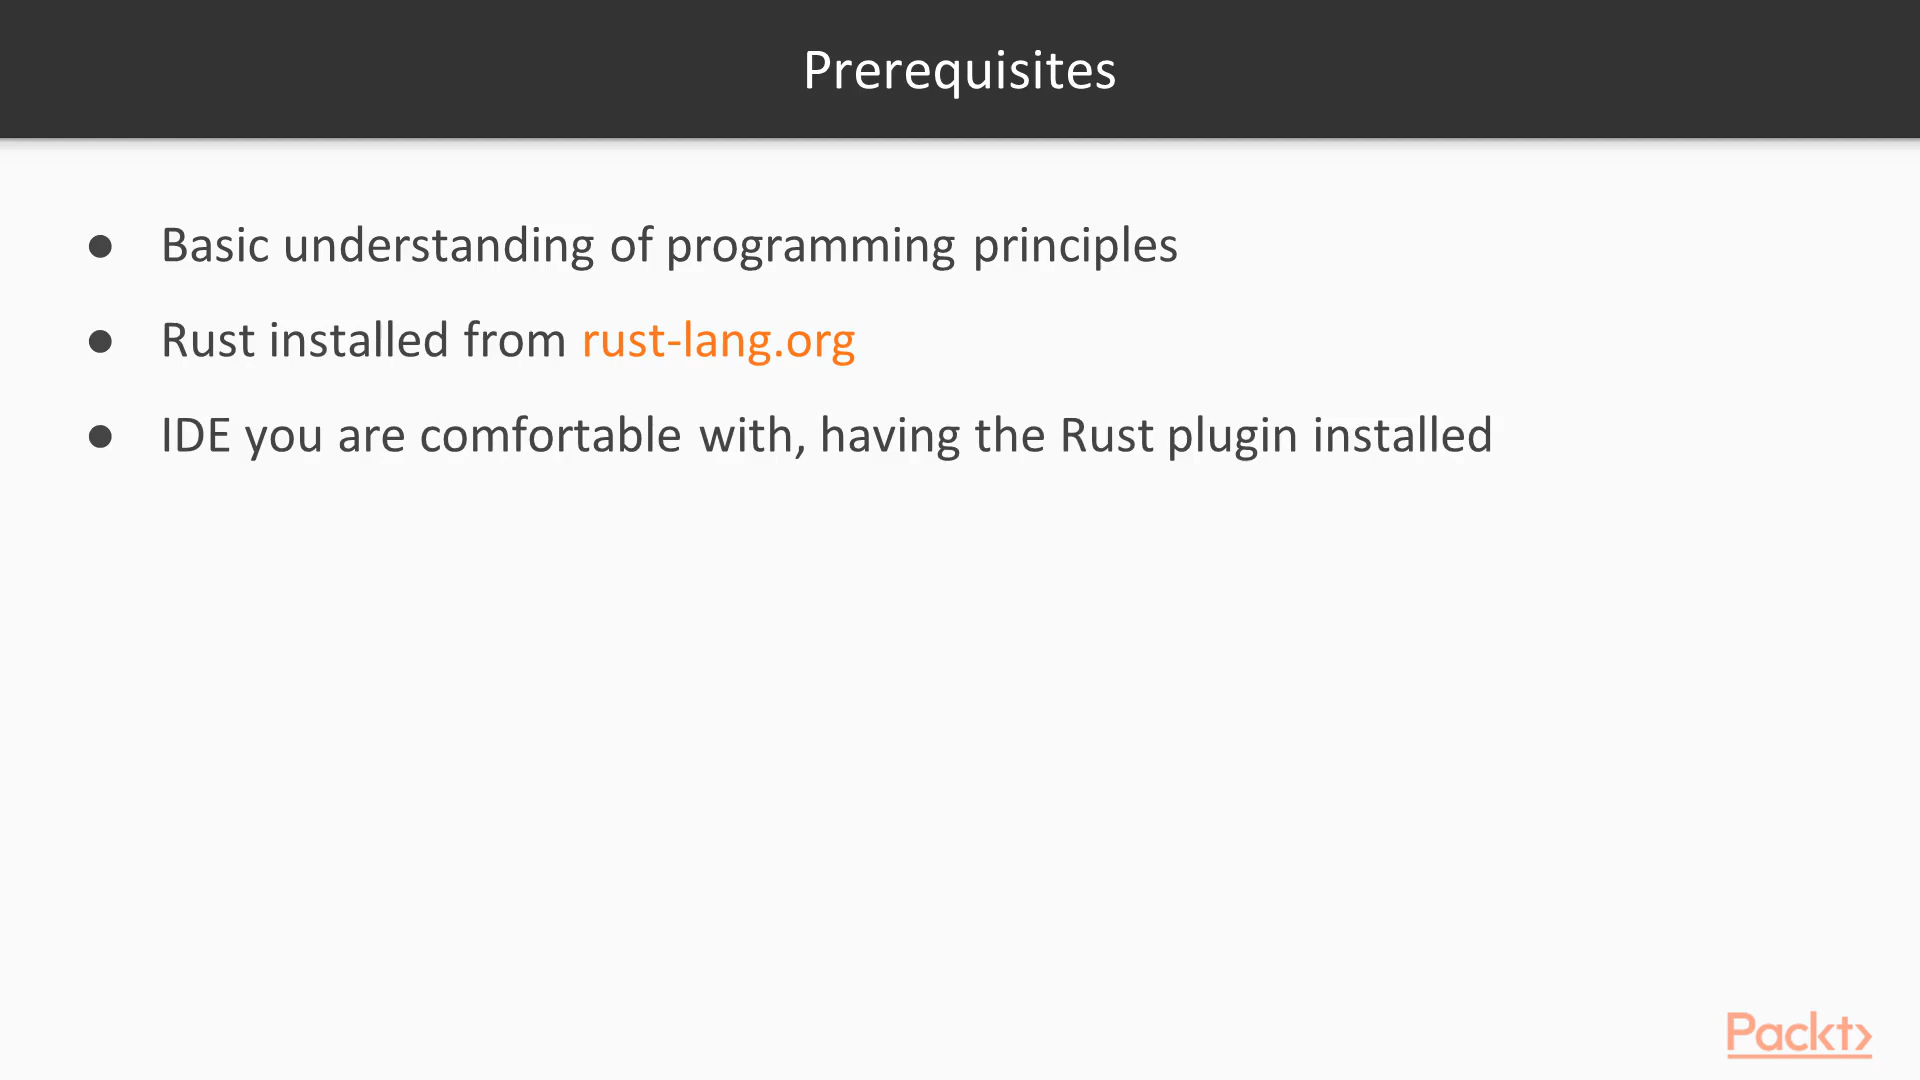 Prerequisites
● Basic understanding of programming principles
● Rust installed from rust-lang.org
● IDE you are comfortable with, having the Rust plugin installed
Packt>